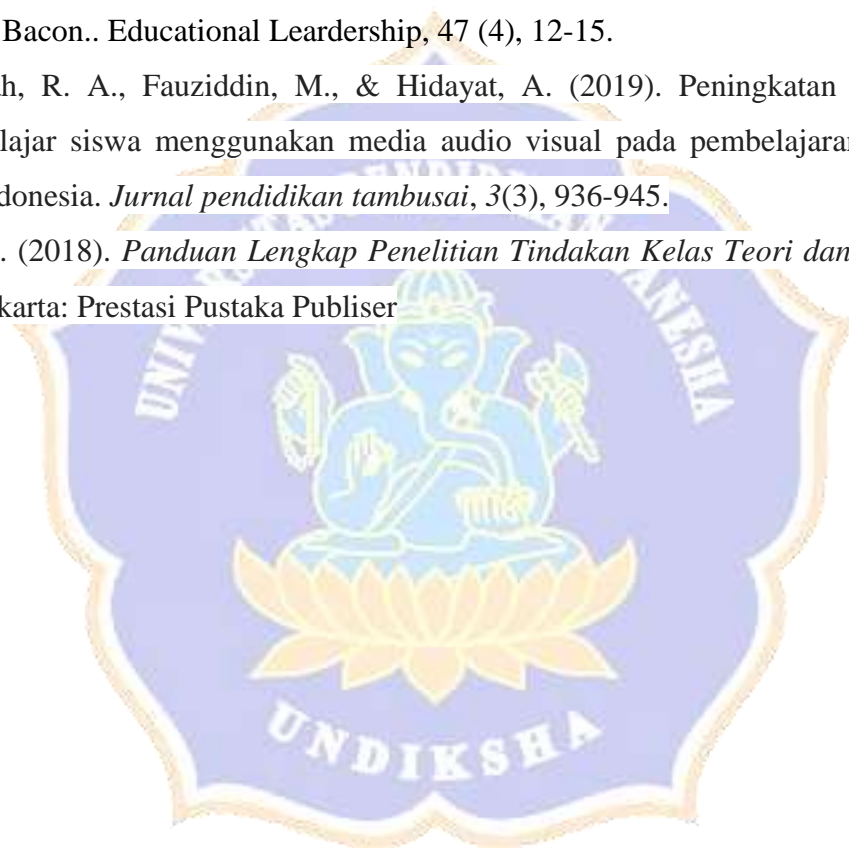 Bacon.. Educational Leardership, 47 (4), 12-15.
h, R. A., Fauziddin, M., & Hidayat, A. (2019). Peningkatan
lajar siswa menggunakan media audio visual pada pembelajaran
donesia. Jurnal pendidikan tambusai, 3(3), 936-945.
. (2018). Panduan Lengkap Penelitian Tindakan Kelas Teori dan
karta: Prestasi Pustaka Publiser
UNDIKSHA